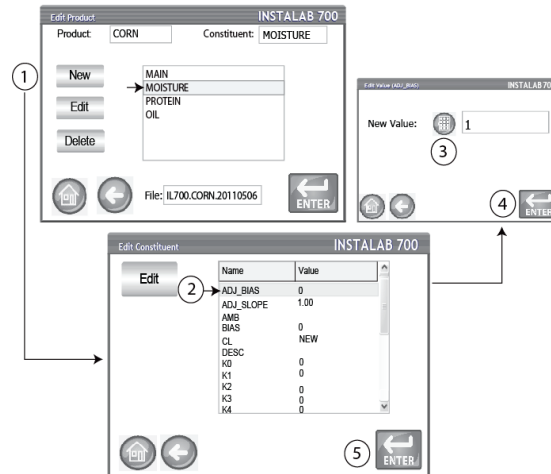 Edit Product INSTALAB 700
Product: CORN Constituent: MOISTURE
1
New
Edit
Delete
MAIN
MOISTURE
PROTEIN
OIL
File: IL700.CORN.20110506
ENTER
Edit Value (ADJ_BIAS) INSTALAB 700
New Value: 1
3
4
ENTER
Edit Constituent INSTALAB 700
Edit
2
Name Value
ADJ_BIAS 0
ADJ_SLOPE 1.00
AMB
BIAS 0
CL NEW
DESC
K0 0
K1 0
K2 0
K3 0
K4 0
5
ENTER